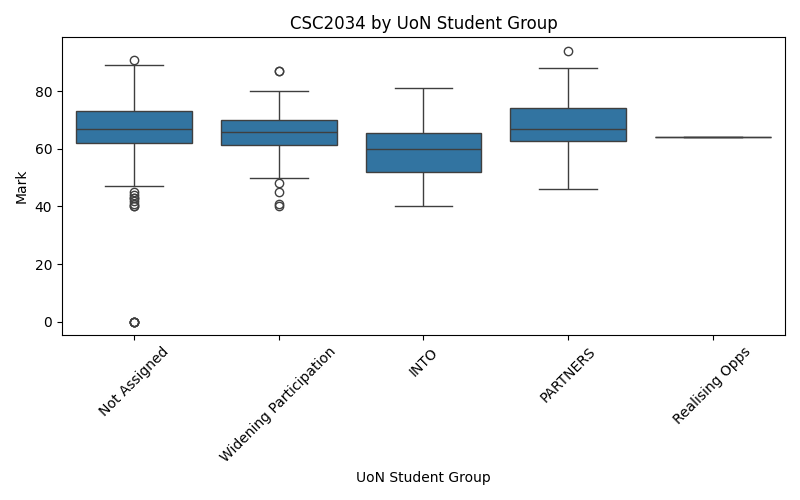 CSC2034 by UoN Student Group
Mark
80
60
40
20
0
Not Assigned
Widening Participation
INTO
PARTNERS
Realising Opps
UoN Student Group